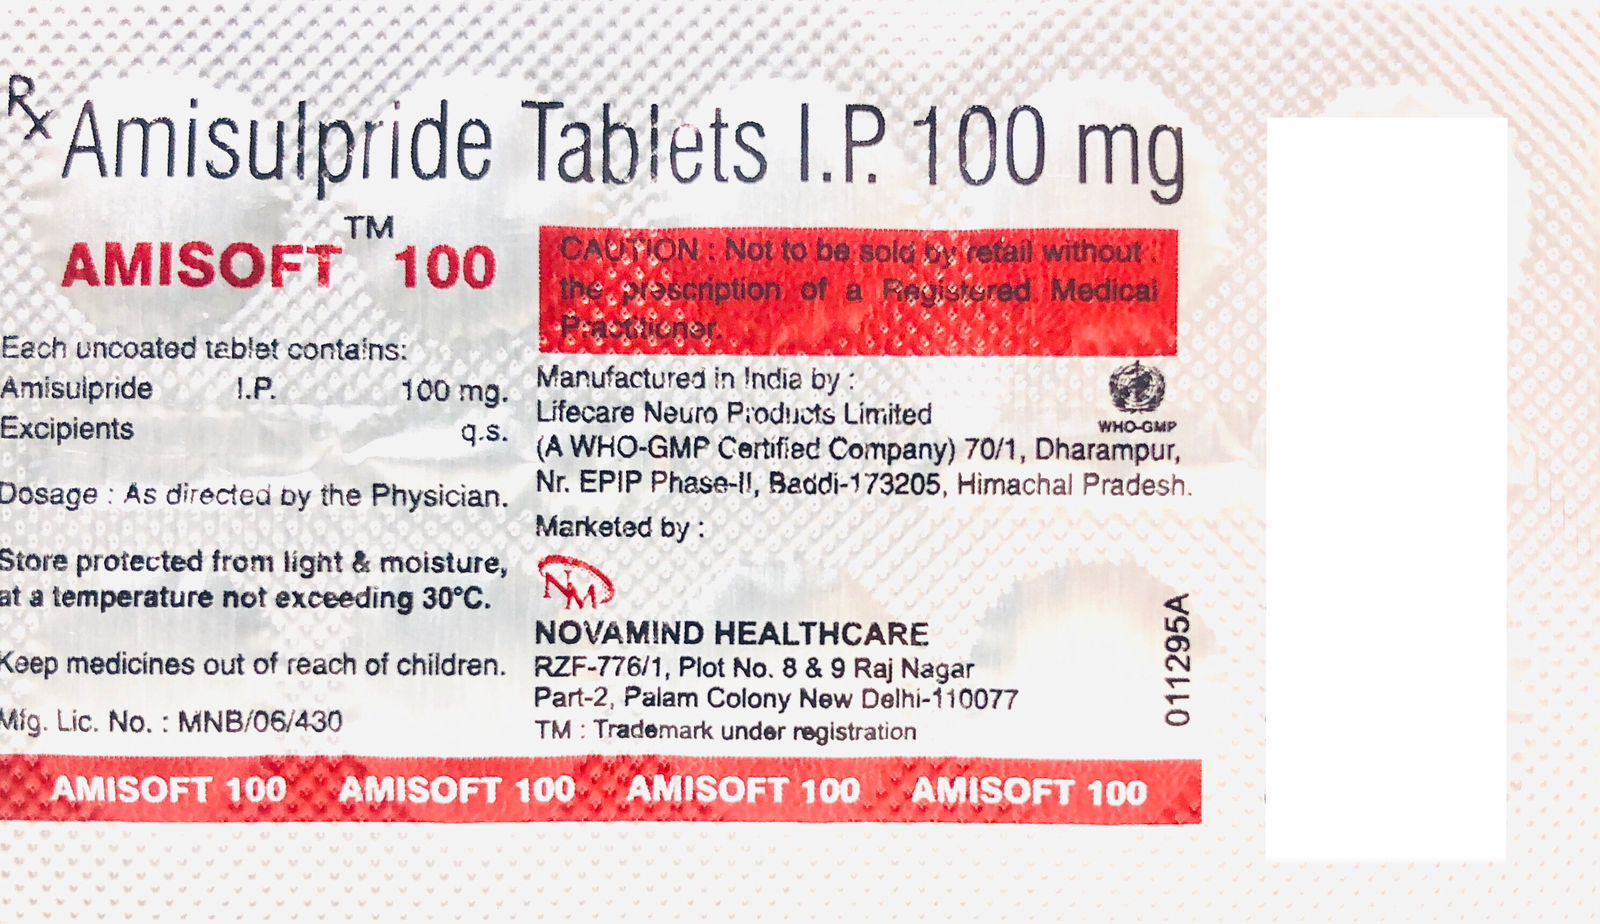 Rx Amisulpride Tablets I.P. 100 mg
AMISOFT™ 100
CAUTION : Not to be sold by retail without
the prescription of a Registered Medical
Practitioner.
Each uncoated tablet contains:
Amisulpride I.P. 100 mg.
Excipients q.s.
Dosage : As directed by the Physician.
Store protected from light & moisture,
at a temperature not exceeding 30°C.
Keep medicines out of reach of children.
Mfg. Lic. No. : MNB/06/430
Manufactured in India by :
Lifecare Neuro Products Limited
(A WHO-GMP Certified Company) 70/1, Dharampur,
Nr. EPIP Phase-II, Baddi-173205, Himachal Pradesh.
WHO-GMP
Marketed by :
NM
NOVAMIND HEALTHCARE
RZF-776/1, Plot No. 8 & 9 Raj Nagar
Part-2, Palam Colony New Delhi-110077
TM : Trademark under registration
011295A
AMISOFT 100 AMISOFT 100 AMISOFT 100 AMISOFT 100